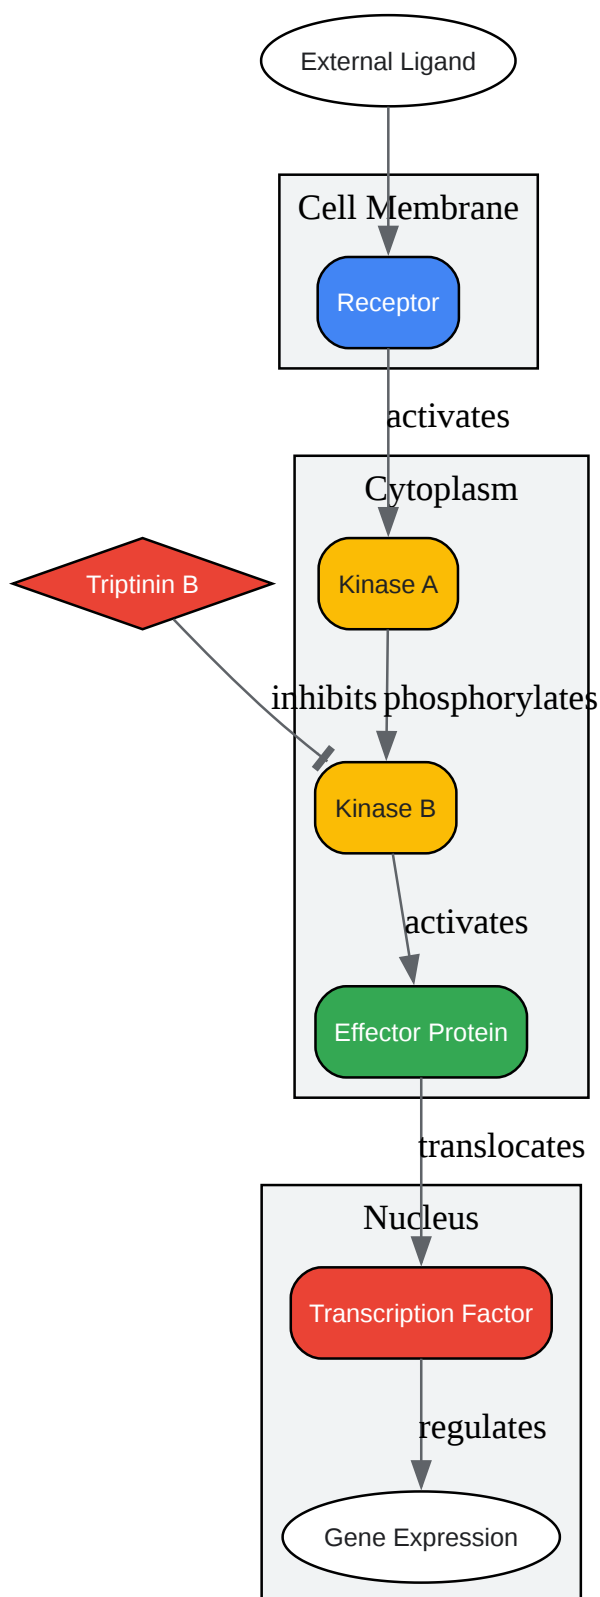 External Ligand
Cell Membrane
Receptor
activates
Cytoplasm
Triptinin B
Kinase A
inhibits
phosphorylates
Kinase B
activates
Effector Protein
translocates
Nucleus
Transcription Factor
regulates
Gene Expression